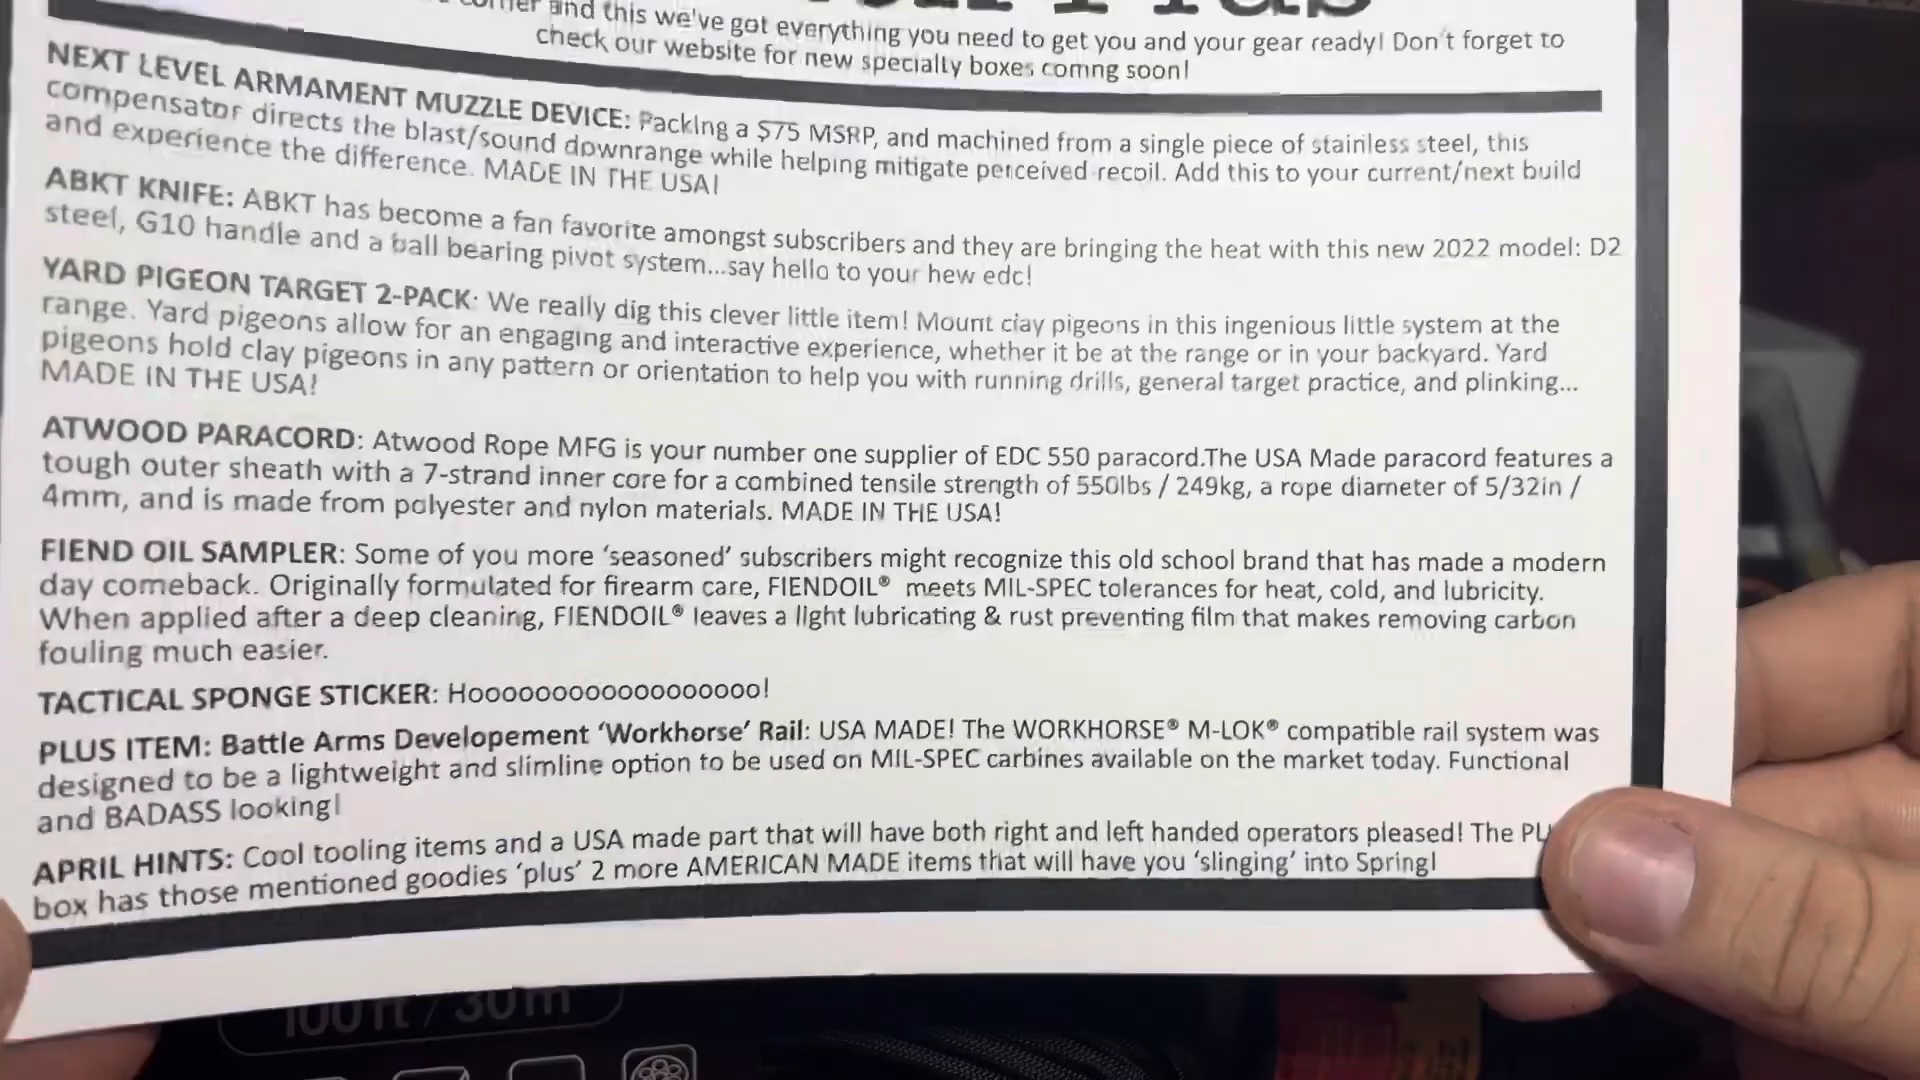 and this we've got everything you need to get you and your gear ready! Don't forget to
check our website for new specialty boxes comng soon!
NEXT LEVEL ARMAMENT MUZZLE DEVICE: Packing a $75 MSRP, and machined from a single piece of stainless steel, this
compensator directs the blast/sound downrange while helping mitigate perceived recoil. Add this to your current/next build
and experience the difference. MADE IN THE USA!
ABKT KNIFE: ABKT has become a fan favorite amongst subscribers and they are bringing the heat with this new 2022 model: D2
steel, G10 handle and a ball bearing pivot system...say hello to your hew edc!
YARD PIGEON TARGET 2-PACK: We really dig this clever little item! Mount clay pigeons in this ingenious little system at the
range. Yard pigeons allow for an engaging and interactive experience, whether it be at the range or in your backyard. Yard
pigeons hold clay pigeons in any pattern or orientation to help you with running drills, general target practice, and plinking...
MADE IN THE USA!
ATWOOD PARACORD: Atwood Rope MFG is your number one supplier of EDC 550 paracord.The USA Made paracord features a
tough outer sheath with a 7-strand inner core for a combined tensile strength of 550lbs / 249kg, a rope diameter of 5/32in /
4mm, and is made from polyester and nylon materials. MADE IN THE USA!
FIEND OIL SAMPLER: Some of you more ‘seasoned’ subscribers might recognize this old school brand that has made a modern
day comeback. Originally formulated for firearm care, FIENDOIL® meets MIL-SPEC tolerances for heat, cold, and lubricity.
When applied after a deep cleaning, FIENDOIL® leaves a light lubricating & rust preventing film that makes removing carbon
fouling much easier.
TACTICAL SPONGE STICKER: Hooooooooooooooooooo!
PLUS ITEM: Battle Arms Developement ‘Workhorse’ Rail: USA MADE! The WORKHORSE® M-LOK® compatible rail system was
designed to be a lightweight and slimline option to be used on MIL-SPEC carbines available on the market today. Functional
and BADASS looking!
APRIL HINTS: Cool tooling items and a USA made part that will have both right and left handed operators pleased! The
box has those mentioned goodies ‘plus’ 2 more AMERICAN MADE items that will have you ‘slinging’ into Spring!
100ft / 30m